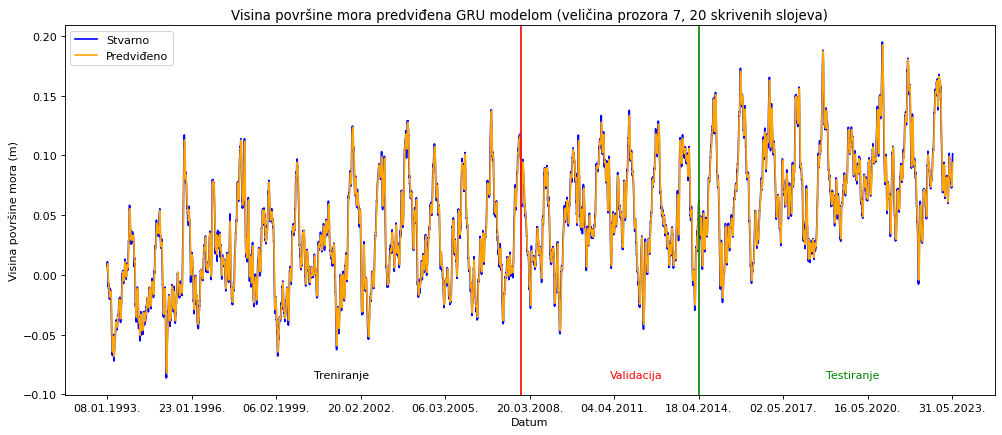 Visina površine mora predviđena GRU modelom (veličina prozora 7, 20 skrivenih slojeva)
Stvarno
Predviđeno
Visina površine mora (m)
0.20
0.15
0.10
0.05
0.00
−0.05
−0.10
Treniranje
Validacija
Testiranje
08.01.1993.
23.01.1996.
06.02.1999.
20.02.2002.
06.03.2005.
20.03.2008.
04.04.2011.
18.04.2014.
02.05.2017.
16.05.2020.
31.05.2023.
Datum